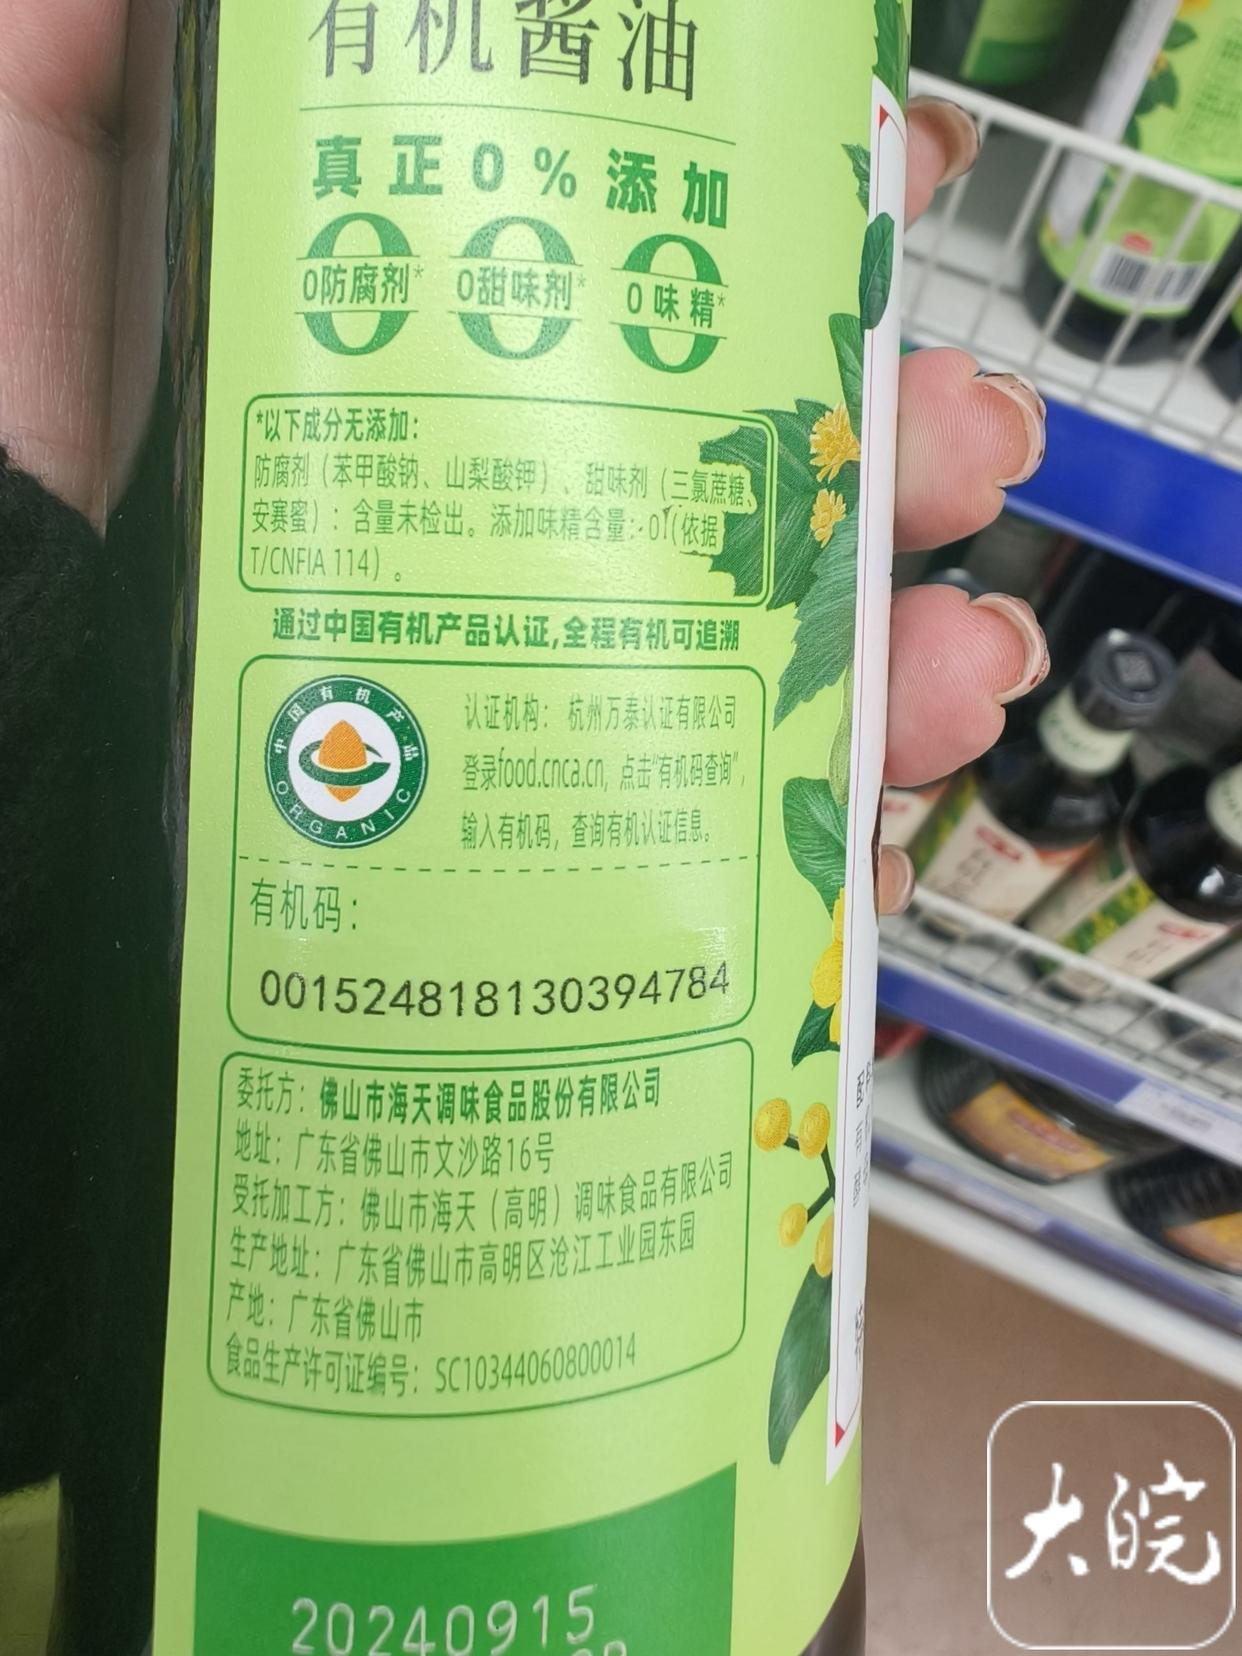 有机酱油
真正0%添加
0防腐剂* 0甜味剂* 0味精*
*以下成分无添加：
防腐剂（苯甲酸钠、山梨酸钾）、甜味剂（三氯蔗糖、
安赛蜜）：含量未检出。添加味精含量：0（依据
T/CNFIA 114）。
通过中国有机产品认证,全程有机可追溯
中国有机产品
ORGANIC
认证机构：杭州万泰认证有限公司
登录food.cnca.cn，点击“有机码查询”，
输入有机码，查询有机认证信息。
有机码：
001524818130394784
委托方：佛山市海天调味食品股份有限公司
地址：广东省佛山市文沙路16号
受托加工方：佛山市海天（高明）调味食品有限公司
生产地址：广东省佛山市高明区沧江工业园东园
产地：广东省佛山市
食品生产许可证编号：SC10344060800014
20240915
大皖